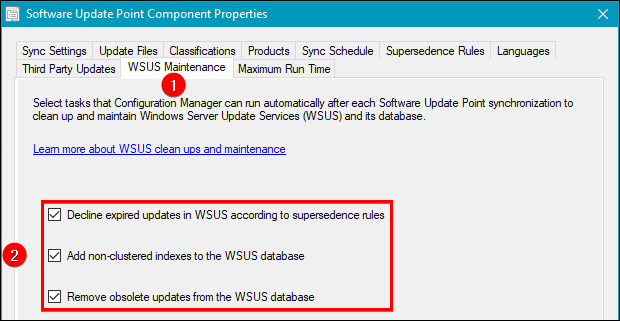 Software Update Point Component Properties
Sync Settings Update Files Classifications Products Sync Schedule Supersedence Rules Languages
Third Party Updates WSUS Maintenance Maximum Run Time
1
Select tasks that Configuration Manager can run automatically after each Software Update Point synchronization to
clean up and maintain Windows Server Update Services (WSUS) and its database.
Learn more about WSUS clean ups and maintenance
Decline expired updates in WSUS according to supersedence rules
2 Add non-clustered indexes to the WSUS database
Remove obsolete updates from the WSUS database